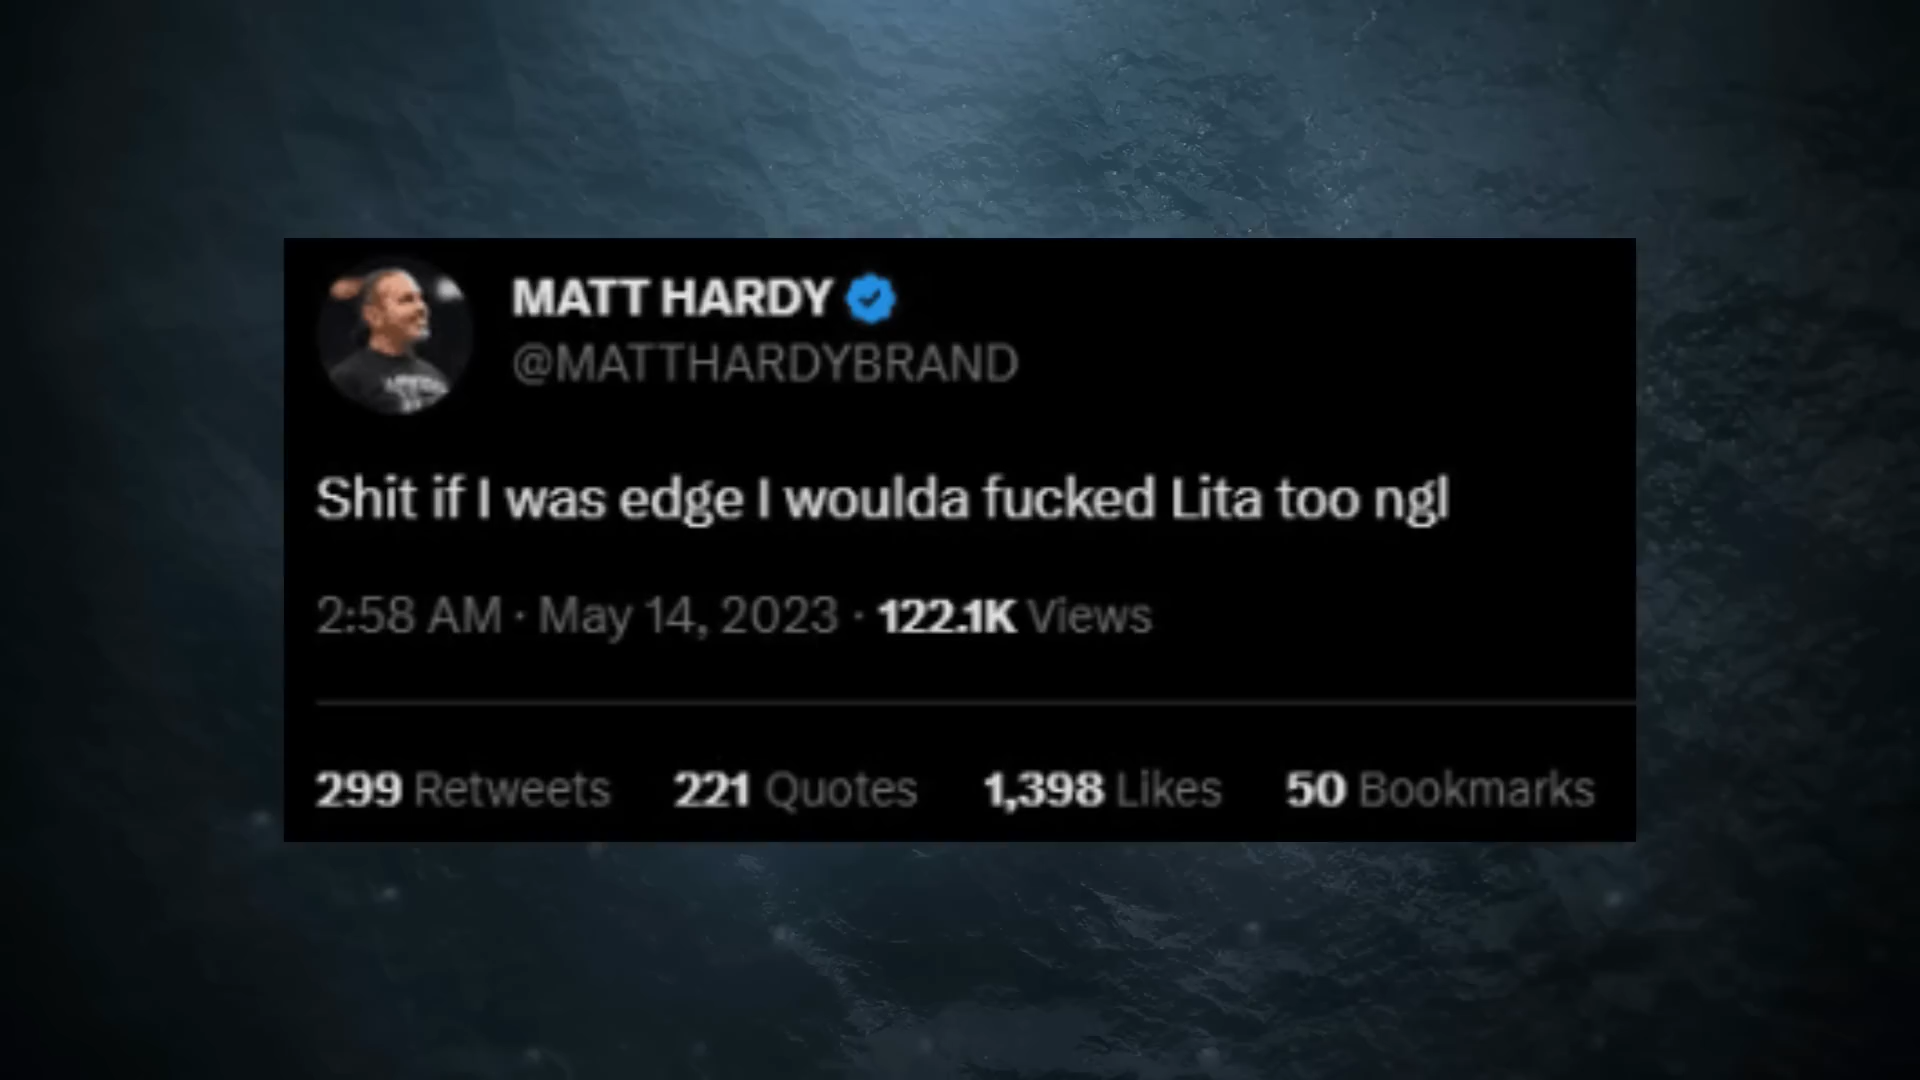 MATT HARDY
@MATTHARDYBRAND
Shit if I was edge I woulda fucked Lita too ngl
2:58 AM · May 14, 2023 · 122.1K Views
299 Retweets 221 Quotes 1,398 Likes 50 Bookmarks